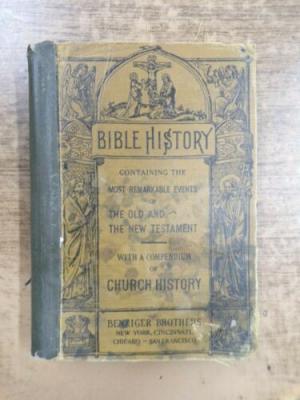 BIBLE HISTORY
CONTAINING THE
MOST REMARKABLE EVENTS
OF
THE OLD AND
THE NEW TESTAMENT
WITH A COMPENDIUM
OF
CHURCH HISTORY
BENZIGER BROTHERS
NEW YORK, CINCINNATI,
CHICAGO SAN FRANCISCO